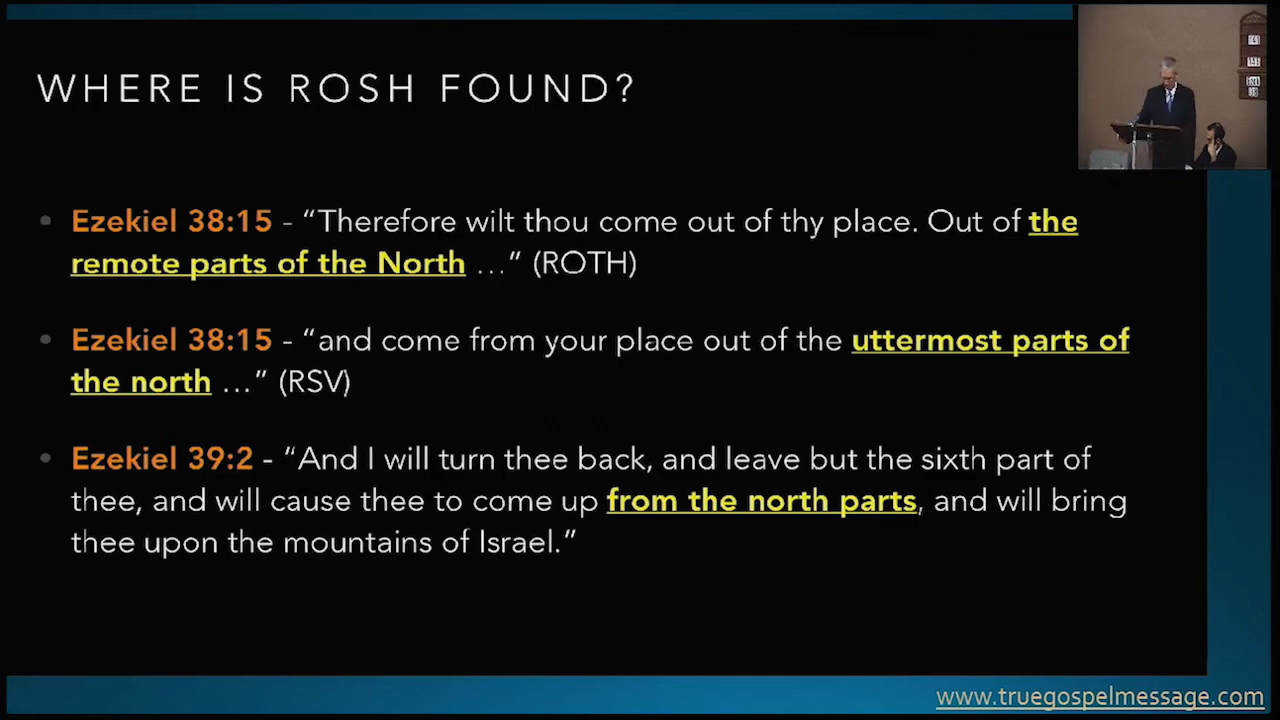 WHERE IS ROSH FOUND?
141
Ezekiel 38:15 - “Therefore wilt thou come out of thy place. Out of the
remote parts of the North …” (ROTH)
Ezekiel 38:15 - “and come from your place out of the uttermost parts of
the north …” (RSV)
Ezekiel 39:2 - “And I will turn thee back, and leave but the sixth part of
thee, and will cause thee to come up from the north parts, and will bring
thee upon the mountains of Israel.”
www.truegospelmessage.com